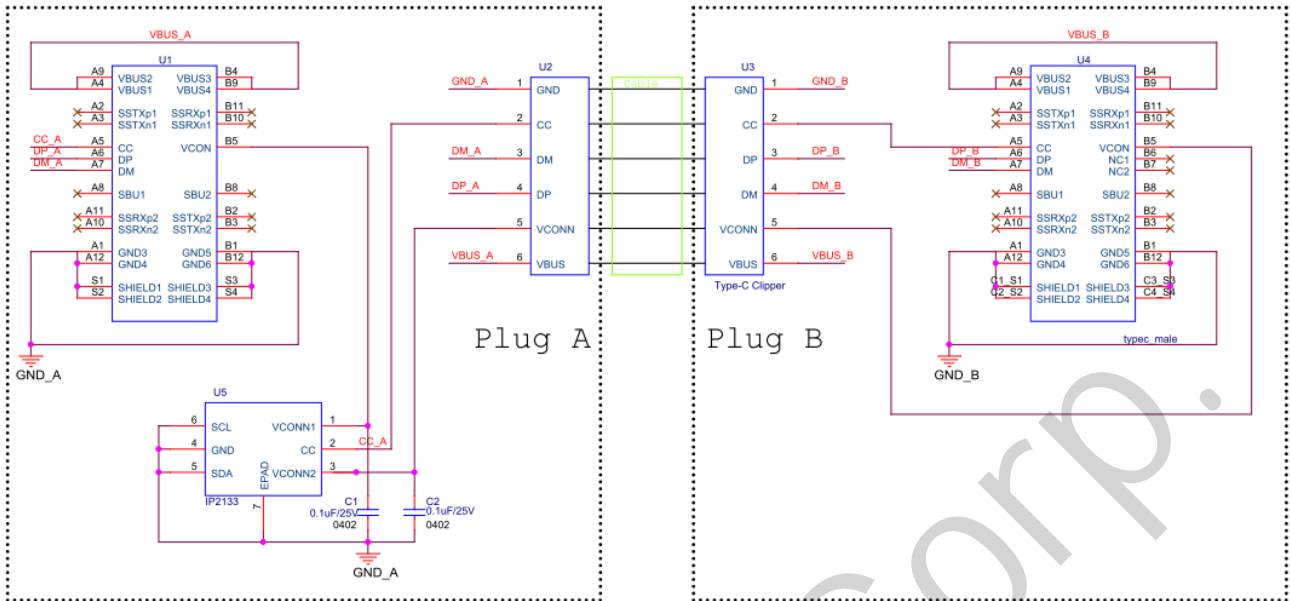 VBUS_A
U1
A9 VBUS2 VBUS3 B4
A4 VBUS1 VBUS4 B9
A2 SSTXp1 SSRXp1 B11
A3 SSTXn1 SSRXn1 B10
CC_A A5 CC VCON B5
DP_A A6 DP
DM_A A7 DM
A8 SBU1 SBU2 B8
A11 SSRXp2 SSTXp2 B2
A10 SSRXn2 SSTXn2 B3
A1 GND3 GND5 B1
A12 GND4 GND6 B12
S1 SHIELD1 SHIELD3 S3
S2 SHIELD2 SHIELD4 S4
GND_A
U2
GND_A 1 GND
2 CC
DM_A 3 DM
DP_A 4 DP
5 VCONN
VBUS_A 6 VBUS
Plug A
Cable
U3
GND 1 GND_B
CC 2
DP 3 DP_B
DM 4 DM_B
VCONN 5
VBUS 6 VBUS_B
Type-C Clipper
Plug B
VBUS_B
U4
A9 VBUS2 VBUS3 B4
A4 VBUS1 VBUS4 B9
A2 SSTXp1 SSRXp1 B11
A3 SSTXn1 SSRXn1 B10
A5 CC VCON B5
DP_B A6 DP NC1 B6
DM_B A7 DM NC2 B7
A8 SBU1 SBU2 B8
A11 SSRXp2 SSTXp2 B2
A10 SSRXn2 SSTXn2 B3
A1 GND3 GND5 B1
A12 GND4 GND6 B12
C1_S1 SHIELD1 SHIELD3 C3_S3
C2_S2 SHIELD2 SHIELD4 C4_S4
typec_male
GND_B
U5
6 SCL VCONN1 1
4 GND CC 2 CC_A
5 SDA VCONN2 3
EPAD
7
IP2133
C1
0.1uF/25V
0402
C2
0.1uF/25V
0402
GND_A
Corp.